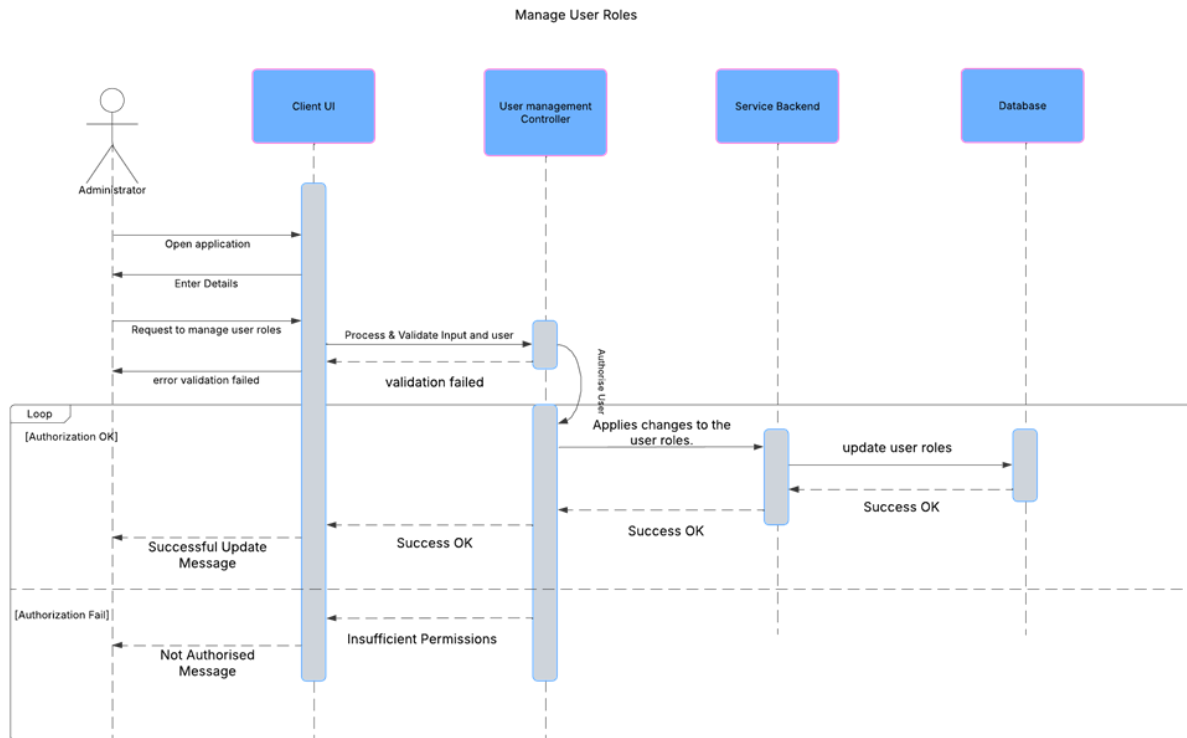 Manage User Roles
Client UI
User management
Controller
Service Backend
Database
Administrator
Open application
Enter Details
Request to manage user roles
Process & Validate Input and user
error validation failed
validation failed
Authorise User
Loop
[Authorization OK]
Applies changes to the
user roles.
update user roles
Success OK
Success OK
Success OK
Successful Update
Message
[Authorization Fail]
Insufficient Permissions
Not Authorised
Message